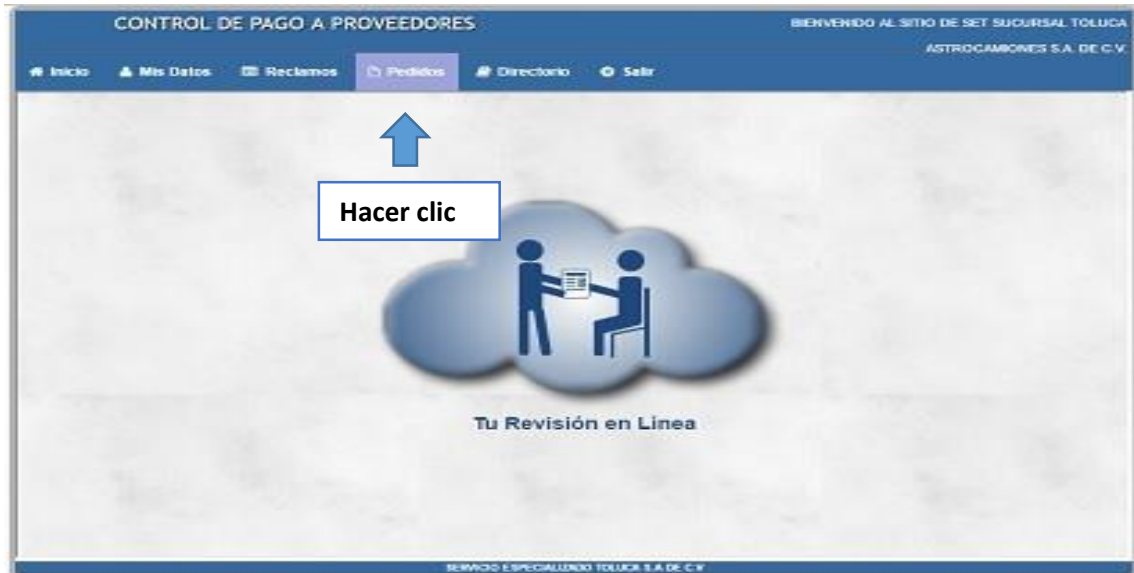 CONTROL DE PAGO A PROVEEDORES
BIENVENIDO AL SITIO DE SET SUCURSAL TOLUCA
ASTROCAMIONES S.A. DE C.V.
Inicio Mis Datos Reclamos Pedidos Directorio Salir
Hacer clic
Tu Revisión en Linea
SERVICIO ESPECIALIZADO TOLUCA S.A DE C.V